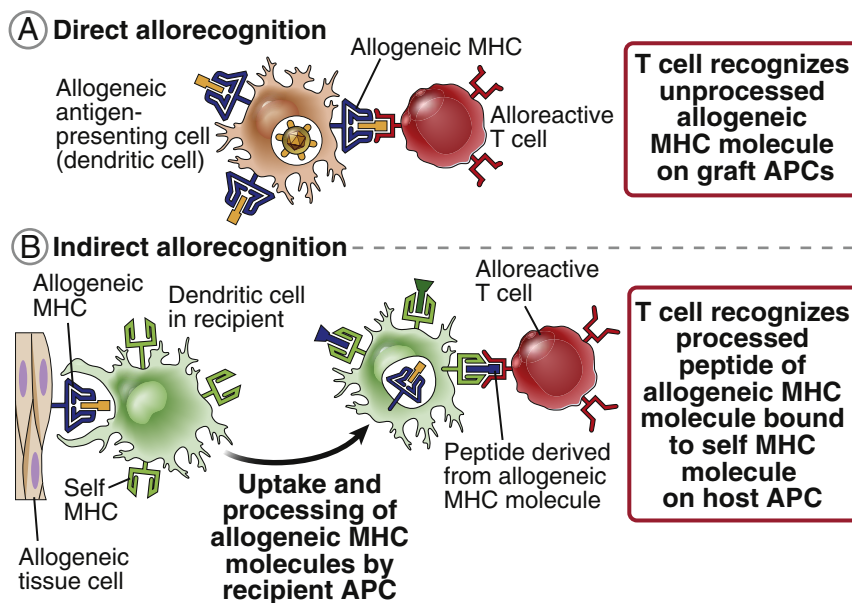 A Direct allorecognition
Allogeneic MHC
Allogeneic
antigen-
presenting cell
(dendritic cell)
Alloreactive
T cell
T cell recognizes
unprocessed
allogeneic
MHC molecule
on graft APCs
B Indirect allorecognition
Allogeneic
MHC
Dendritic cell
in recipient
Alloreactive
T cell
Self
MHC
Allogeneic
tissue cell
Uptake and
processing of
allogeneic MHC
molecules by
recipient APC
Peptide derived
from allogeneic
MHC molecule
T cell recognizes
processed
peptide of
allogeneic MHC
molecule bound
to self MHC
molecule
on host APC